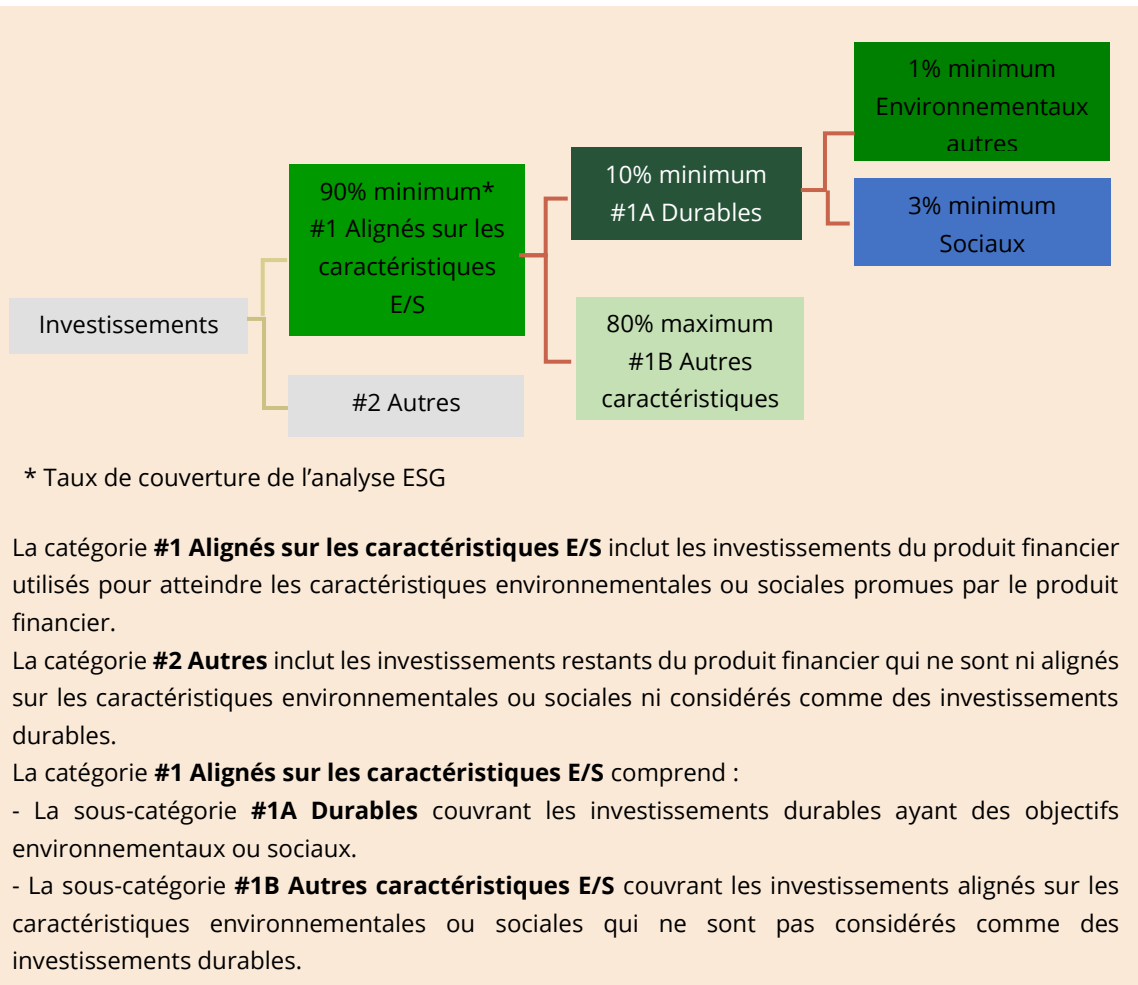 1% minimum
Environnementaux
autres
90% minimum*
#1 Alignés sur les
caractéristiques
E/S
10% minimum
#1A Durables
3% minimum
Sociaux
Investissements
80% maximum
#1B Autres
caractéristiques
#2 Autres
* Taux de couverture de l’analyse ESG
La catégorie #1 Alignés sur les caractéristiques E/S inclut les investissements du produit financier
utilisés pour atteindre les caractéristiques environnementales ou sociales promues par le produit
financier.
La catégorie #2 Autres inclut les investissements restants du produit financier qui ne sont ni alignés
sur les caractéristiques environnementales ou sociales ni considérés comme des investissements
durables.
La catégorie #1 Alignés sur les caractéristiques E/S comprend :
- La sous-catégorie #1A Durables couvrant les investissements durables ayant des objectifs
environnementaux ou sociaux.
- La sous-catégorie #1B Autres caractéristiques E/S couvrant les investissements alignés sur les
caractéristiques environnementales ou sociales qui ne sont pas considérés comme des
investissements durables.